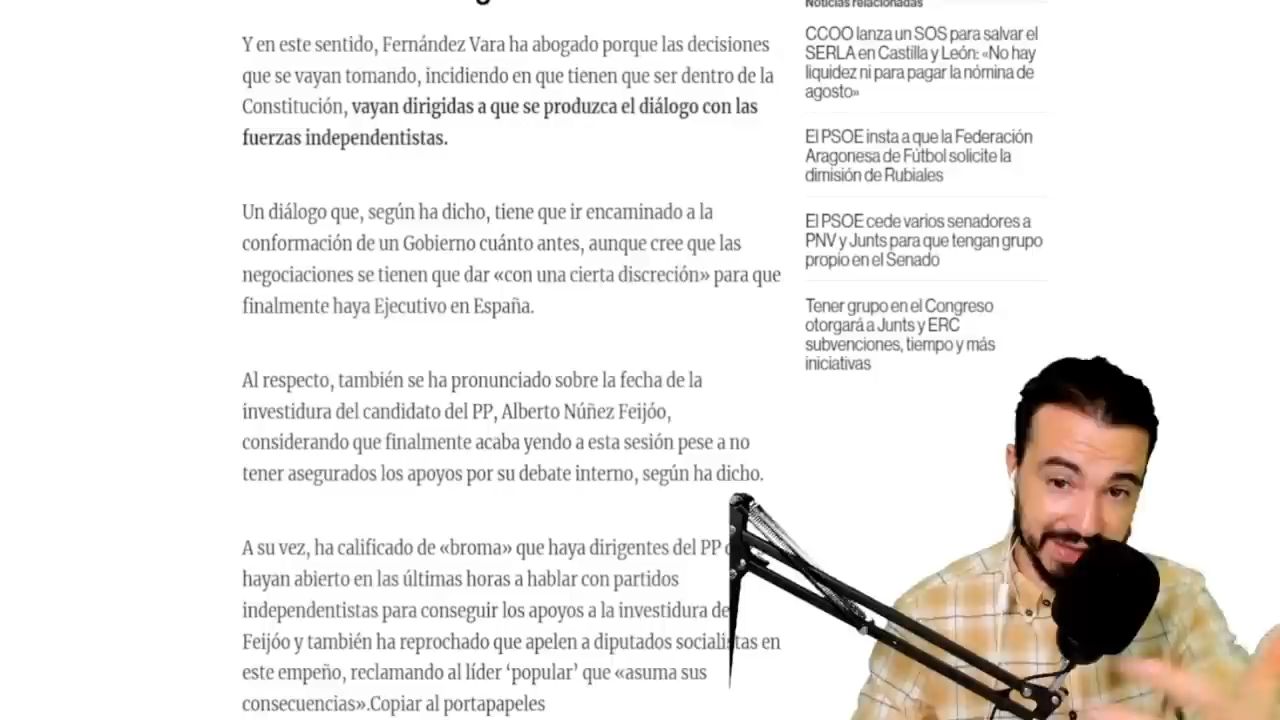 Y en este sentido, Fernández Vara ha abogado porque las decisiones
que se vayan tomando, incidiendo en que tienen que ser dentro de la
Constitución, vayan dirigidas a que se produzca el diálogo con las
fuerzas independentistas.
Un diálogo que, según ha dicho, tiene que ir encaminado a la
conformación de un Gobierno cuánto antes, aunque cree que las
negociaciones se tienen que dar «con una cierta discreción» para que
finalmente haya Ejecutivo en España.
Al respecto, también se ha pronunciado sobre la fecha de la
investidura del candidato del PP, Alberto Núñez Feijóo,
considerando que finalmente acaba yendo a esta sesión pese a no
tener asegurados los apoyos por su debate interno, según ha dicho.
A su vez, ha calificado de «broma» que haya dirigentes del PP
hayan abierto en las últimas horas a hablar con partidos
independentistas para conseguir los apoyos a la investidura de
Feijóo y también ha reprochado que apelen a diputados socialistas en
este empeño, reclamando al líder ‘popular’ que «asuma sus
consecuencias».Copiar al portapapeles
Noticias relacionadas
CCOO lanza un SOS para salvar el
SERLA en Castilla y León: «No hay
liquidez ni para pagar la nómina de
agosto»
El PSOE insta a que la Federación
Aragonesa de Fútbol solicite la
dimisión de Rubiales
El PSOE cede varios senadores a
PNV y Junts para que tengan grupo
propio en el Senado
Tener grupo en el Congreso
otorgará a Junts y ERC
subvenciones, tiempo y más
iniciativas